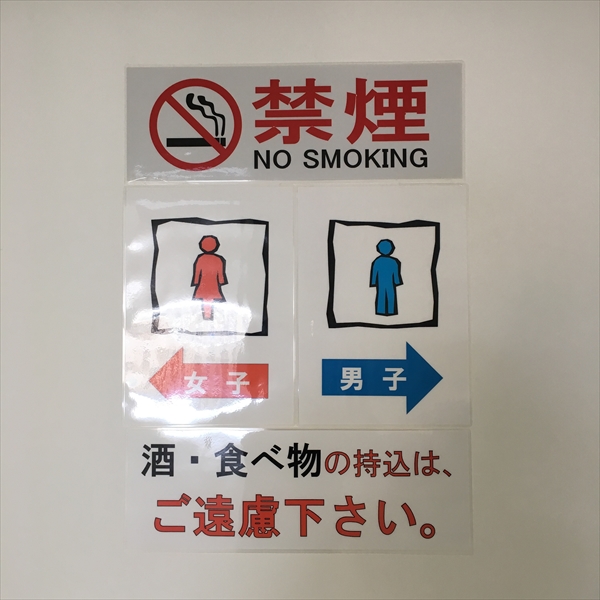 禁煙
NO SMOKING
女子
男子
酒・食べ物の持込は、
ご遠慮下さい。